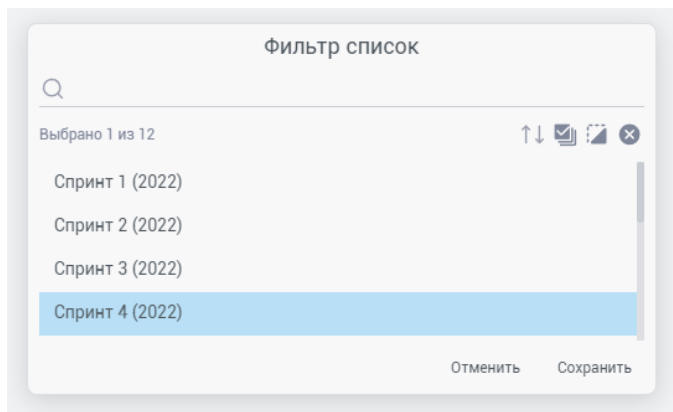 Фильтр список
Выбрано 1 из 12
Спринт 1 (2022)
Спринт 2 (2022)
Спринт 3 (2022)
Спринт 4 (2022)
Отменить Сохранить